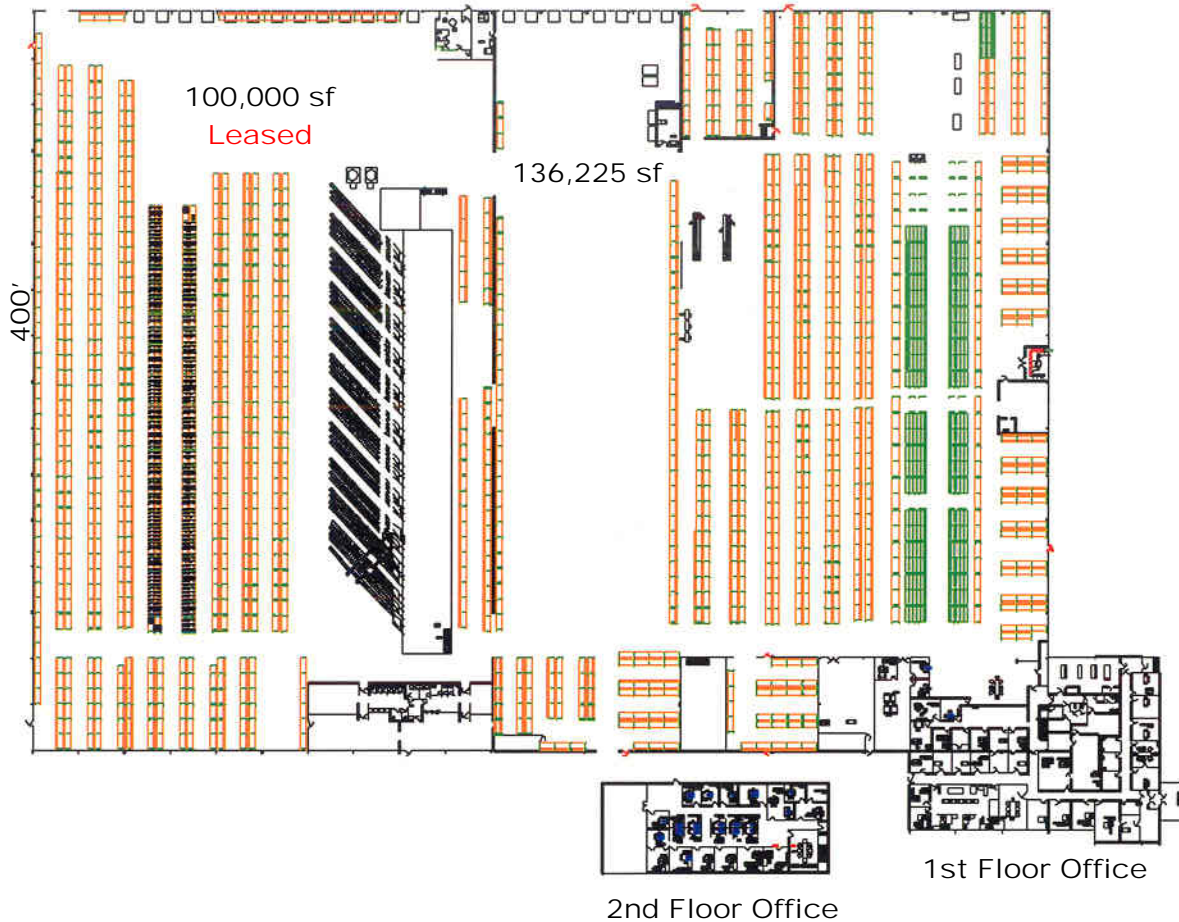 100,000 sf
Leased
136,225 sf
400'
1st Floor Office
2nd Floor Office